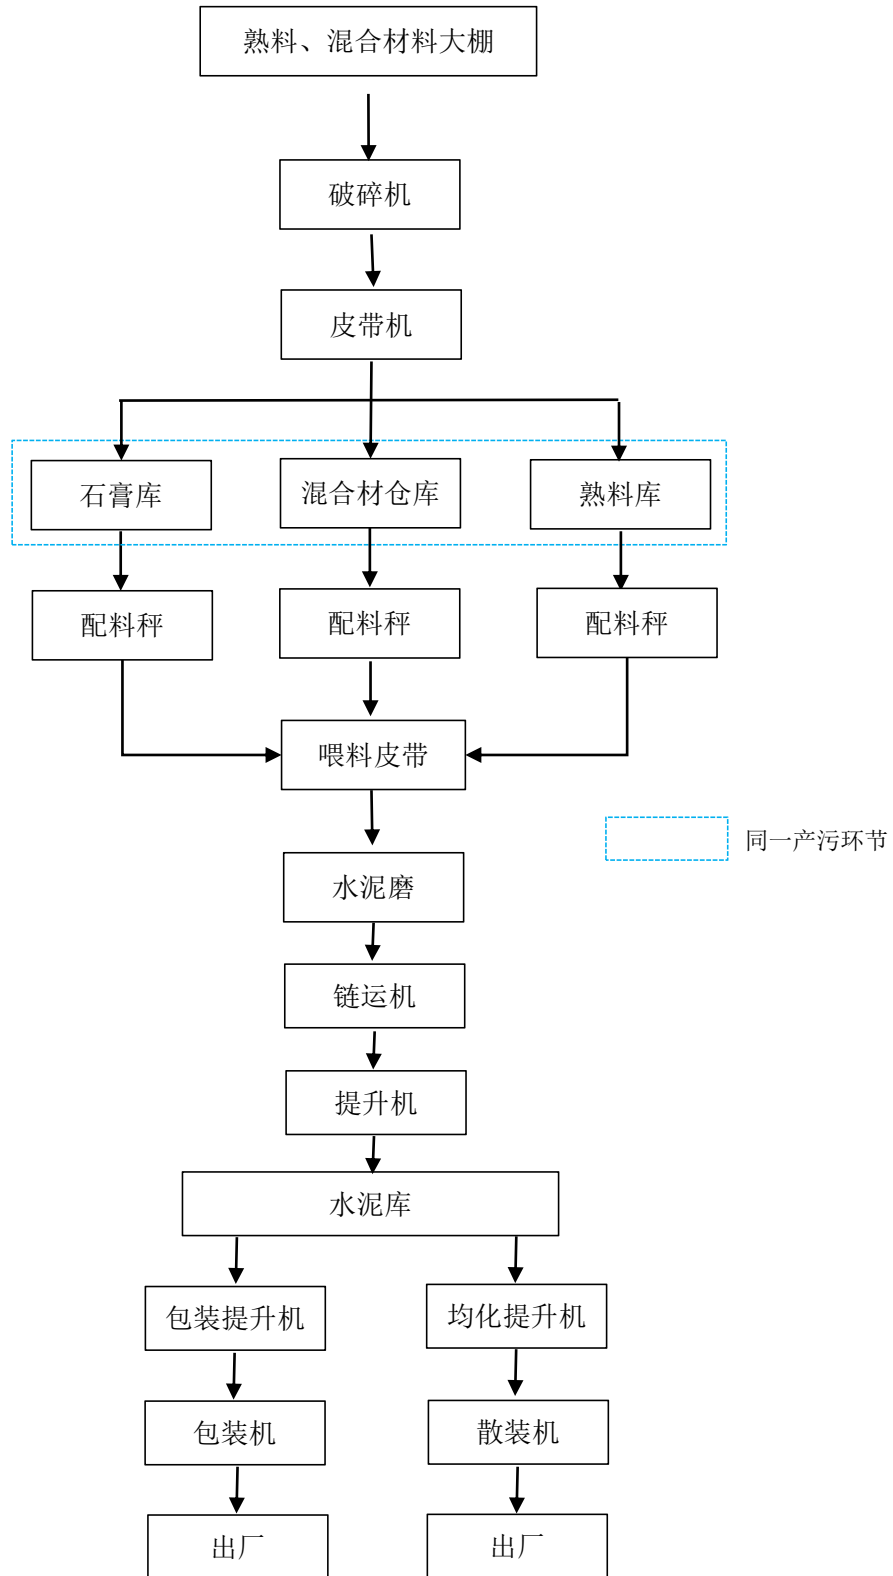 熟料、混合材料大棚
破碎机
皮带机
石膏库
混合材仓库
熟料库
配料秤
配料秤
配料秤
喂料皮带
同一产污环节
水泥磨
链运机
提升机
水泥库
包装提升机
均化提升机
包装机
散装机
出厂
出厂